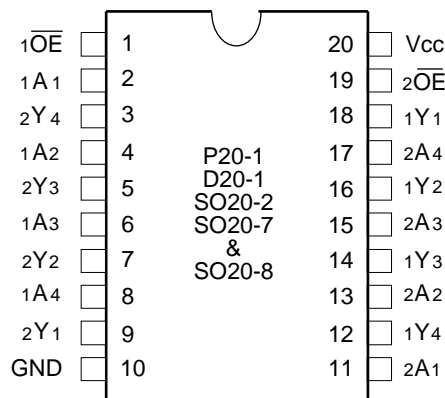 1O̅E̅ 1 20 Vcc
1A1 2 19 2O̅E̅
2Y4 3 18 1Y1
1A2 4 17 2A4
2Y3 5 16 1Y2
1A3 6 15 2A3
2Y2 7 14 1Y3
1A4 8 13 2A2
2Y1 9 12 1Y4
GND 10 11 2A1
P20-1
D20-1
SO20-2
SO20-7
&
SO20-8